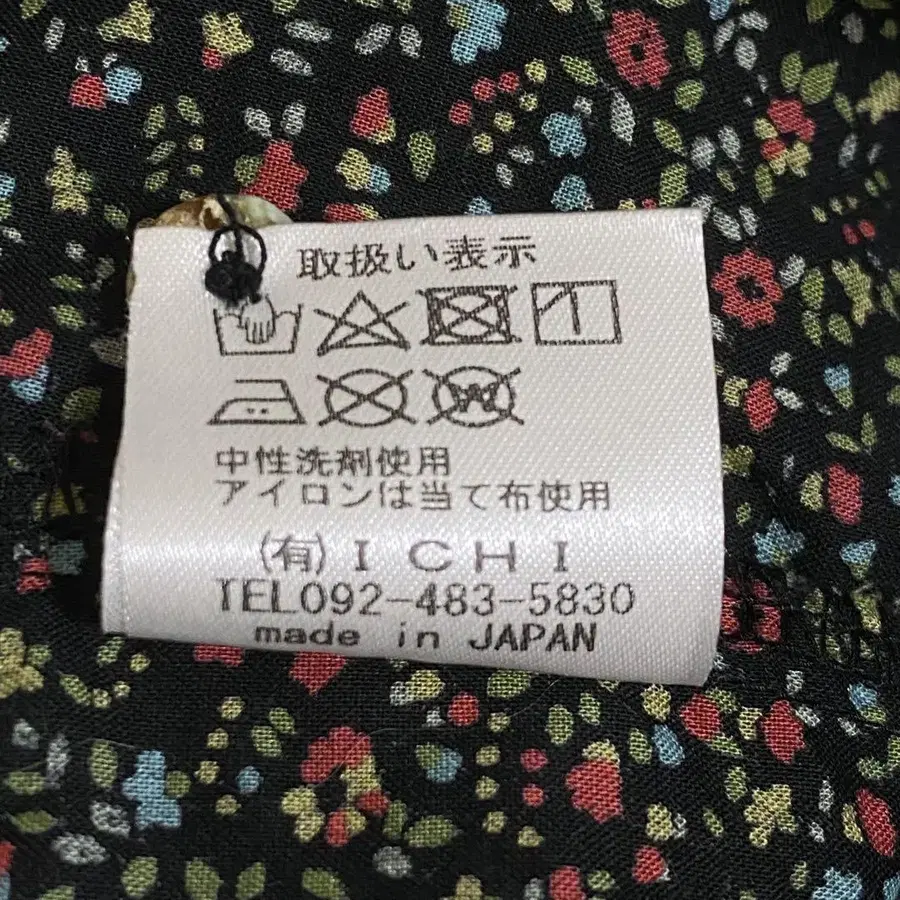 取扱い表示
W
中性洗剤使用
アイロンは当て布使用
(有)ICHI
TEL092-483-5830
made in JAPAN